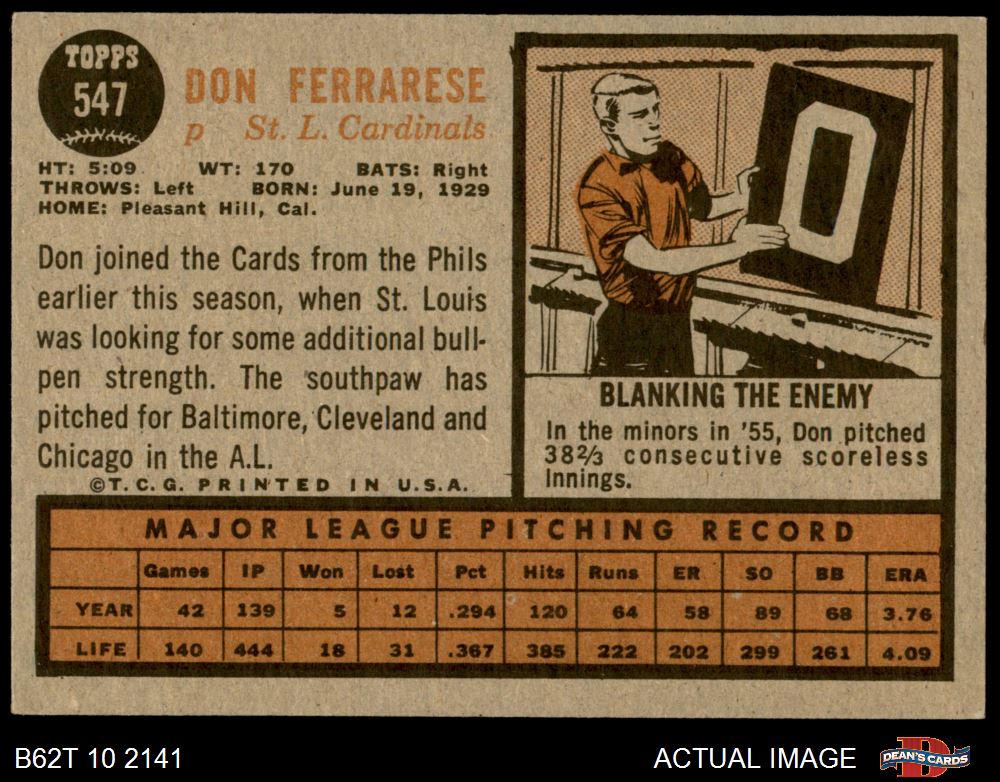 TOPPS
547
DON FERRARESE
p St. L. Cardinals
HT: 5:09 WT: 170 BATS: Right
THROWS: Left BORN: June 19, 1929
HOME: Pleasant Hill, Cal.
Don joined the Cards from the Phils
earlier this season, when St. Louis
was looking for some additional bull-
pen strength. The southpaw has
pitched for Baltimore, Cleveland and
Chicago in the A.L.
©T.C.G. PRINTED IN U.S.A.
0
BLANKING THE ENEMY
In the minors in '55, Don pitched
38⅔ consecutive scoreless
innings.
MAJOR LEAGUE PITCHING RECORD
Games IP Won Lost Pct Hits Runs ER SO BB ERA
YEAR 42 139 5 12 .294 120 64 58 89 68 3.76
LIFE 140 444 18 31 .367 385 222 202 299 261 4.09
B62T 10 2141 ACTUAL IMAGE DEAN'S CARDS